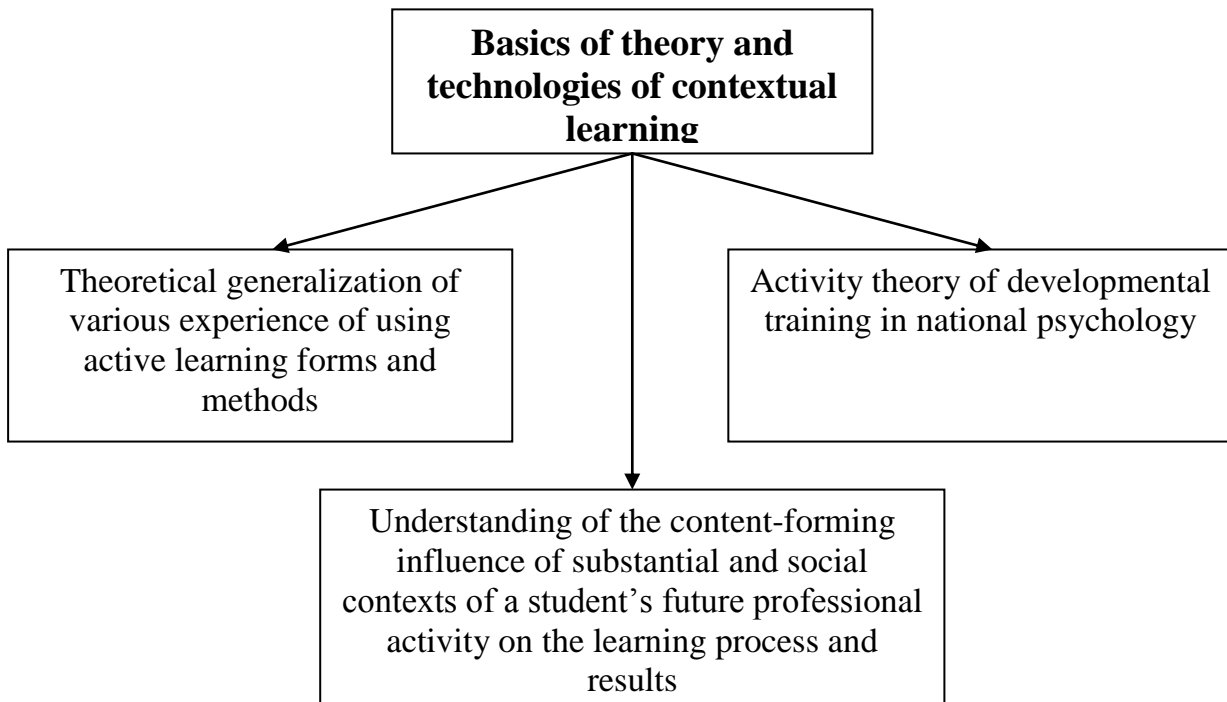 Basics of theory and
technologies of contextual
learning
Theoretical generalization of
various experience of using
active learning forms and
methods
Activity theory of developmental
training in national psychology
Understanding of the content-forming
influence of substantial and social
contexts of a student’s future professional
activity on the learning process and
results